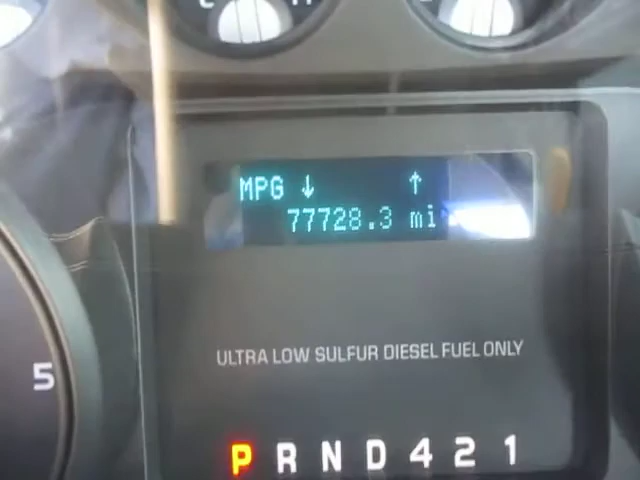 MPG ↓ ↑
77728.3 mi
ULTRA LOW SULFUR DIESEL FUEL ONLY
5
P R N D 4 2 1